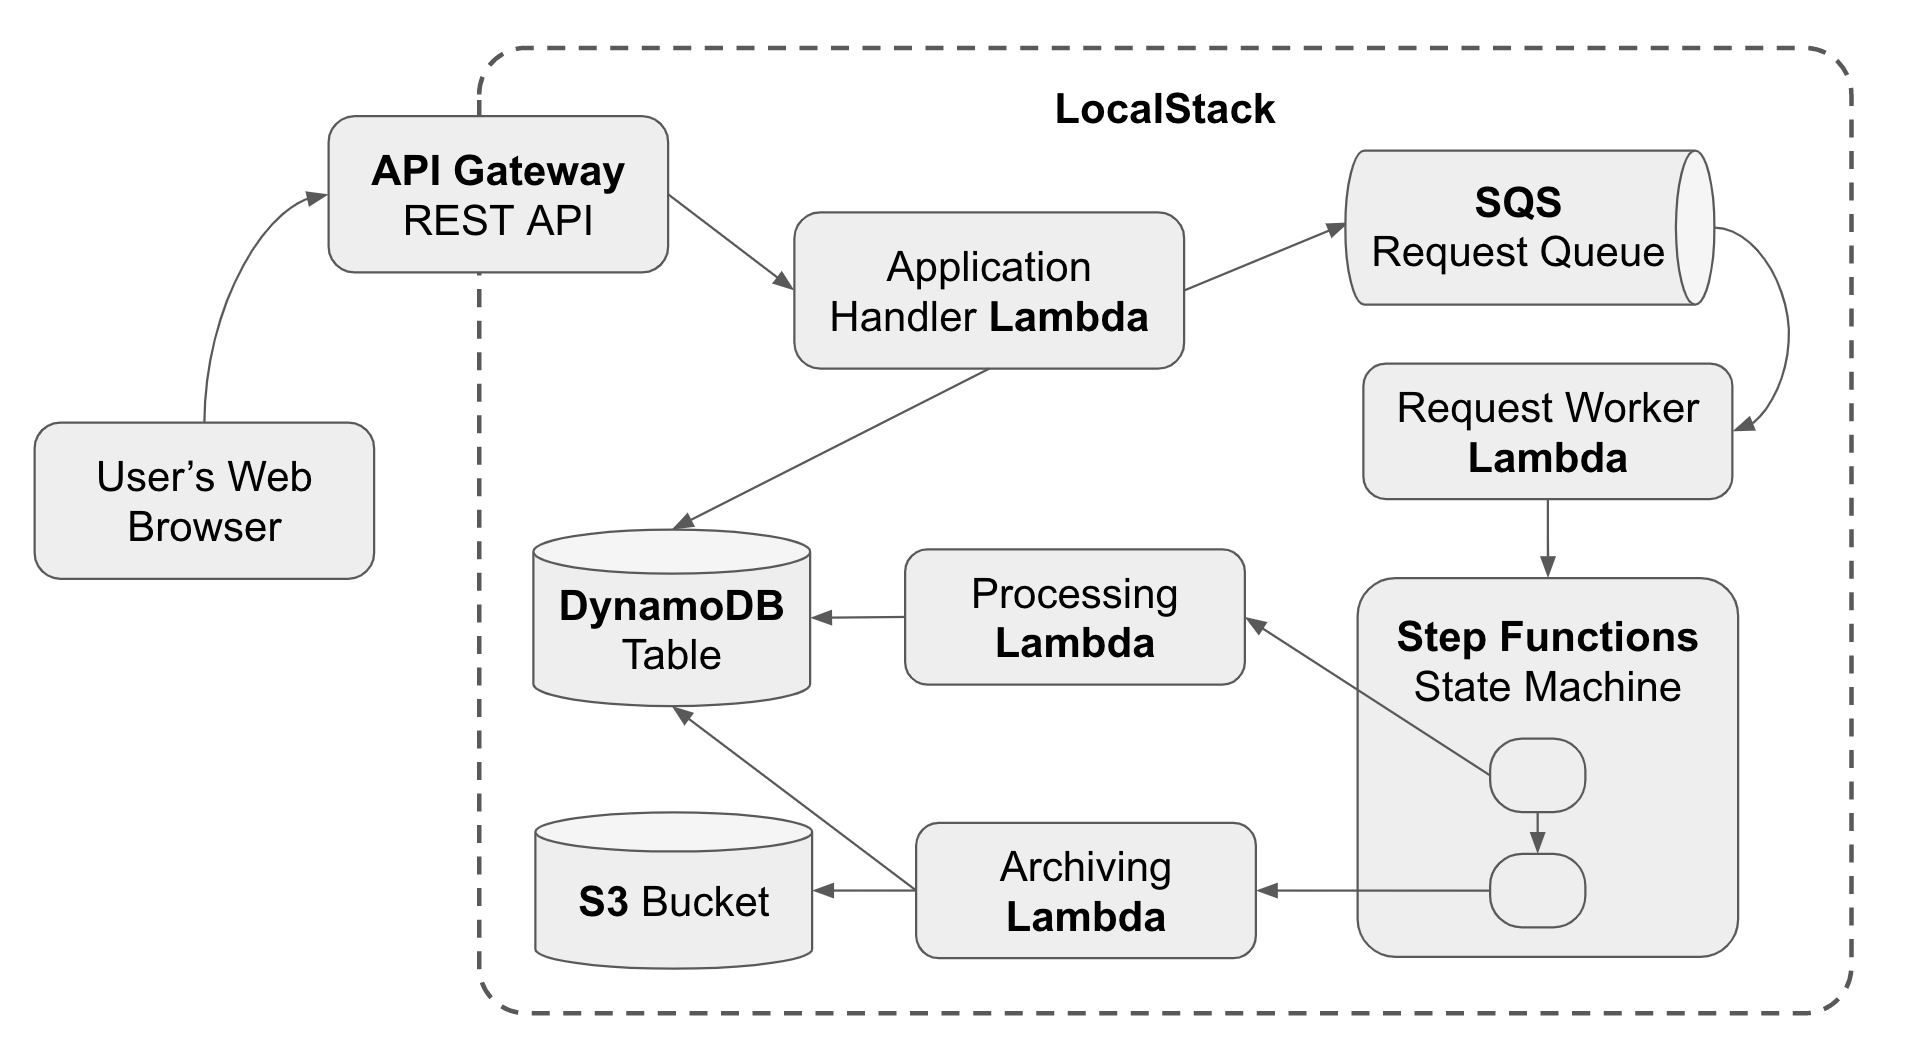 LocalStack
API Gateway
REST API
Application
Handler Lambda
SQS
Request Queue
User’s Web
Browser
Request Worker
Lambda
DynamoDB
Table
Processing
Lambda
Step Functions
State Machine
S3 Bucket
Archiving
Lambda